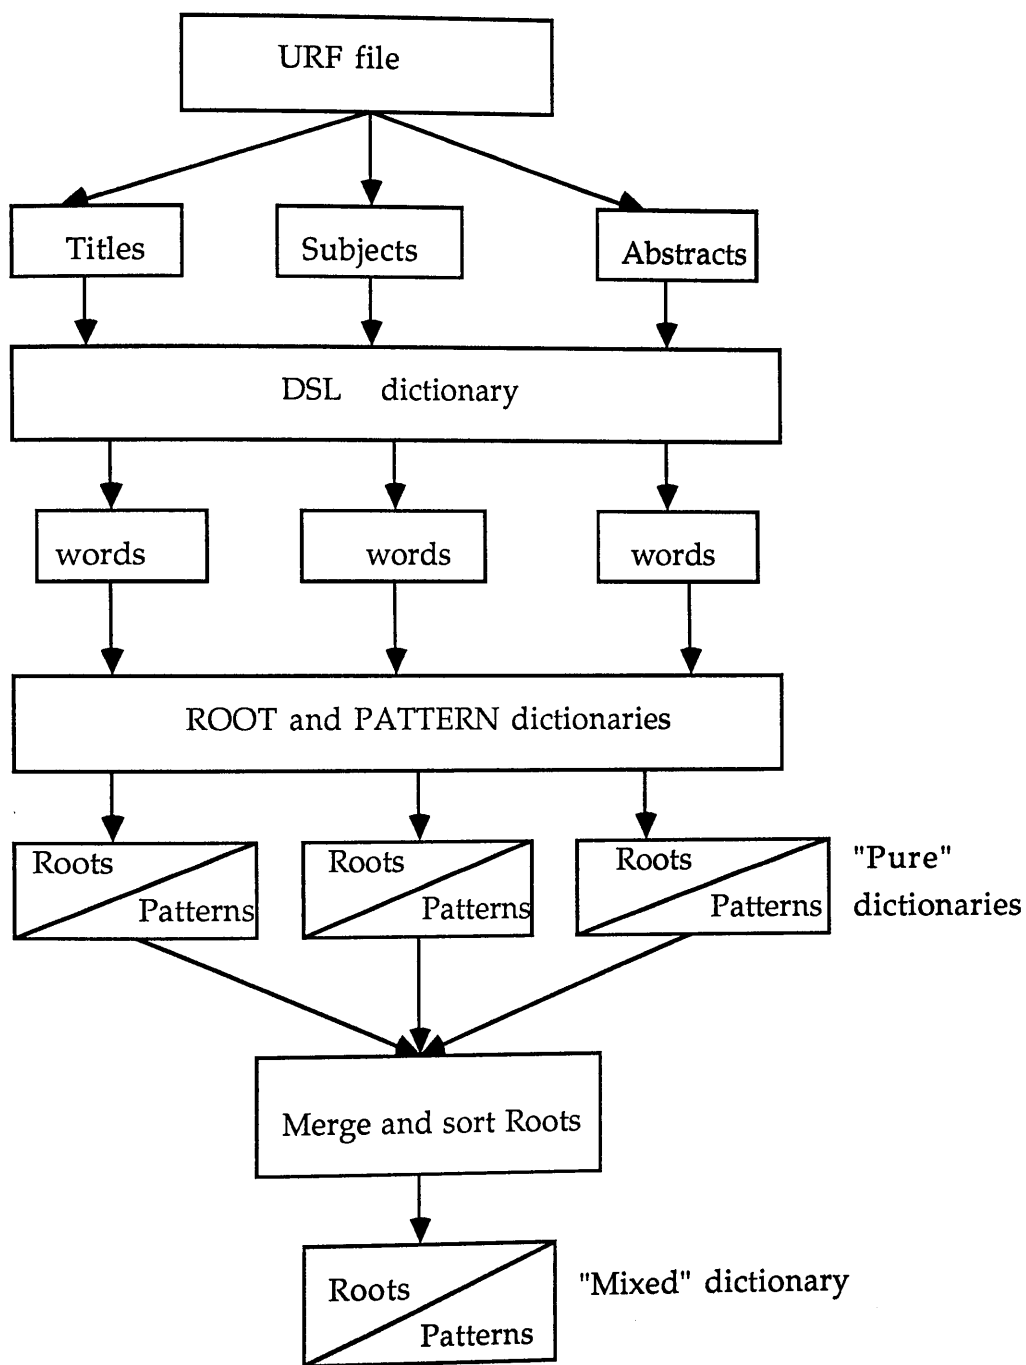 URF file
Titles
Subjects
Abstracts
DSL dictionary
words
words
words
ROOT and PATTERN dictionaries
Roots
Patterns
Roots
Patterns
Roots
Patterns
"Pure"
dictionaries
Merge and sort Roots
Roots
Patterns
"Mixed" dictionary